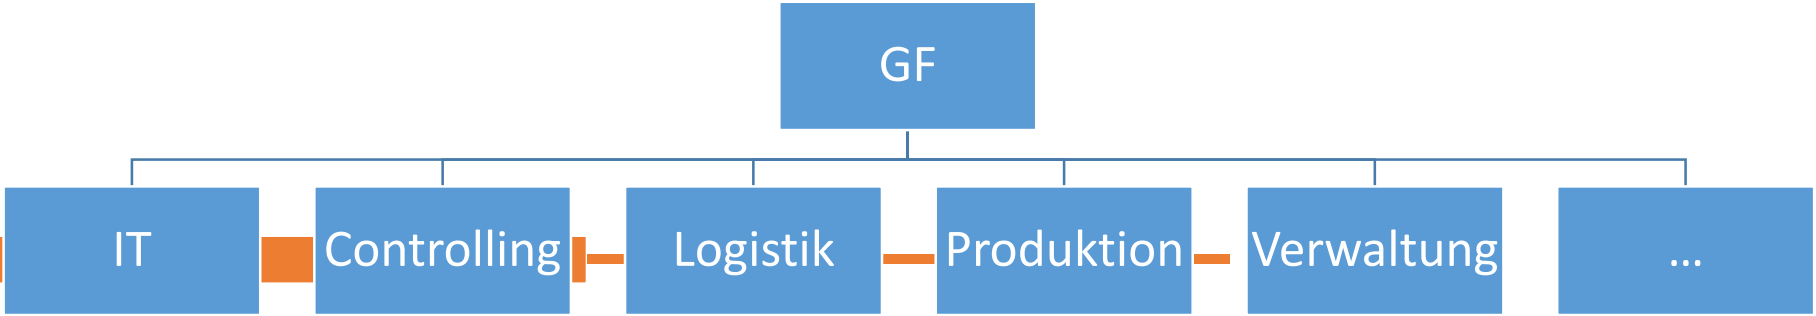 GF
IT
Controlling
Logistik
Produktion
Verwaltung
...